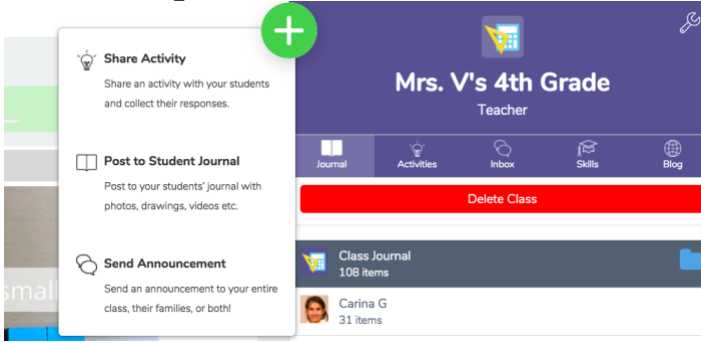 Share Activity
Share an activity with your students
and collect their responses.
Post to Student Journal
Post to your students' journal with
photos, drawings, videos etc.
Send Announcement
Send an announcement to your entire
class, their families, or both!
small
Mrs. V's 4th Grade
Teacher
Journal Activities Inbox Skills Blog
Delete Class
Class Journal
108 items
Carina G
31 items